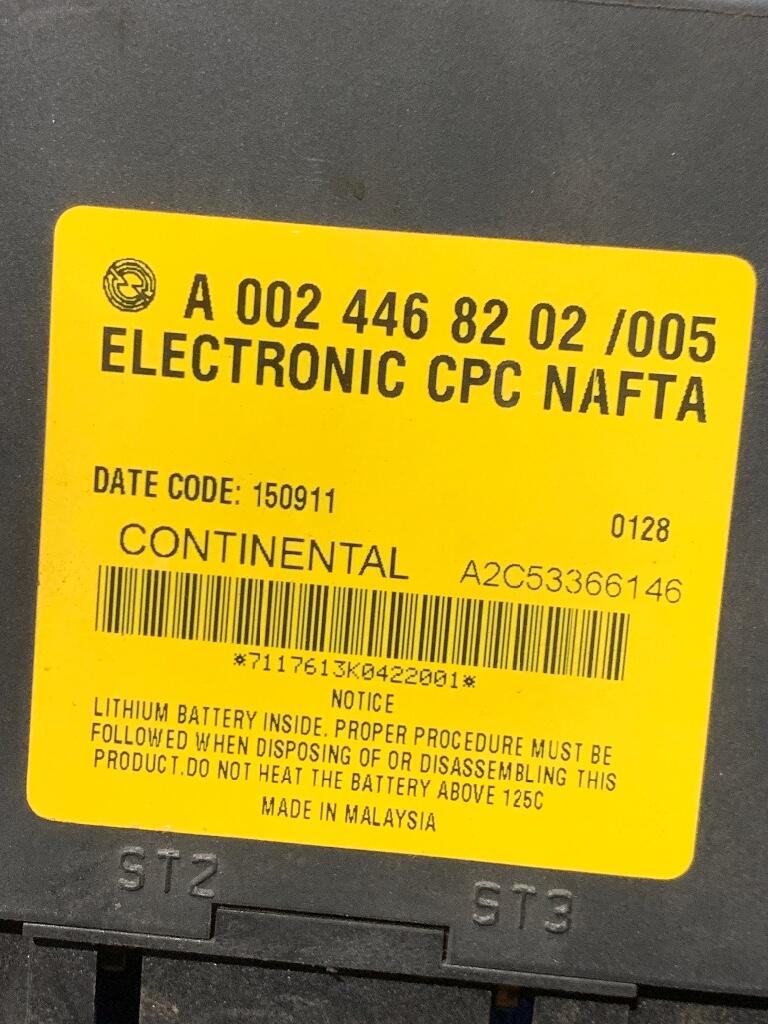 A 002 446 82 02 /005
ELECTRONIC CPC NAFTA
DATE CODE: 150911
0128
CONTINENTAL A2C53366146
*7117613K0422001*
NOTICE
LITHIUM BATTERY INSIDE. PROPER PROCEDURE MUST BE
FOLLOWED WHEN DISPOSING OF OR DISASSEMBLING THIS
PRODUCT.DO NOT HEAT THE BATTERY ABOVE 125C
MADE IN MALAYSIA
ST2 ST3